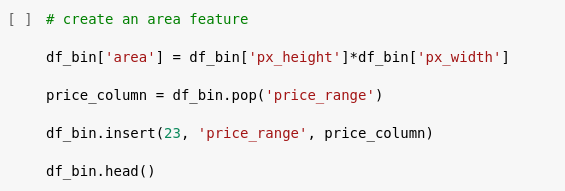 [ ] # create an area feature
df_bin['area'] = df_bin['px_height']*df_bin['px_width']
price_column = df_bin.pop('price_range')
df_bin.insert(23, 'price_range', price_column)
df_bin.head()